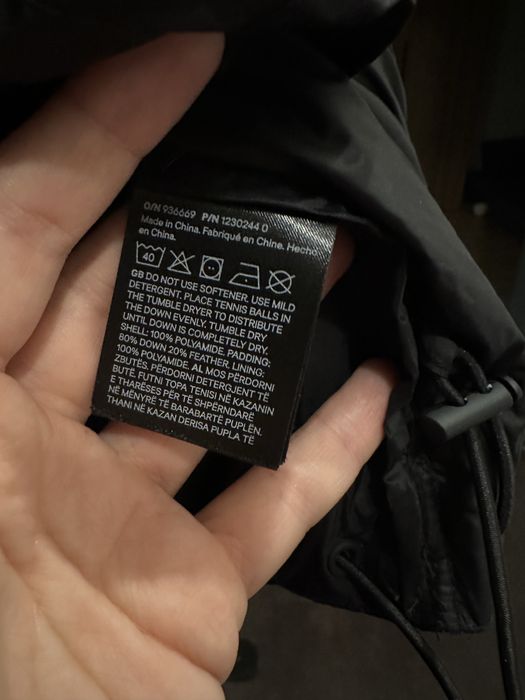 O/N 936669 P/N 1230244 0
Made in China. Fabriqué en Chine. Hecho
en China.
40
GB DO NOT USE SOFTENER. USE MILD
DETERGENT. PLACE TENNIS BALLS IN
THE TUMBLE DRYER TO DISTRIBUTE
THE DOWN EVENLY. TUMBLE DRY
UNTIL DOWN IS COMPLETELY DRY.
SHELL: 100% POLYAMIDE. PADDING:
80% DOWN 20% FEATHER. LINING:
100% POLYAMIDE. AL MOS PËRDORNI
ZBUTËS. PËRDORNI DETERGJENT TË
BUTË. FUTNI TOPA TENISI NË KAZANIN
E THARËSES PËR TË SHPËRNDARË
NË MËNYRË TË BARABARTË PUPLËN.
THAN NË KAZAN DERISA PUPLA TË